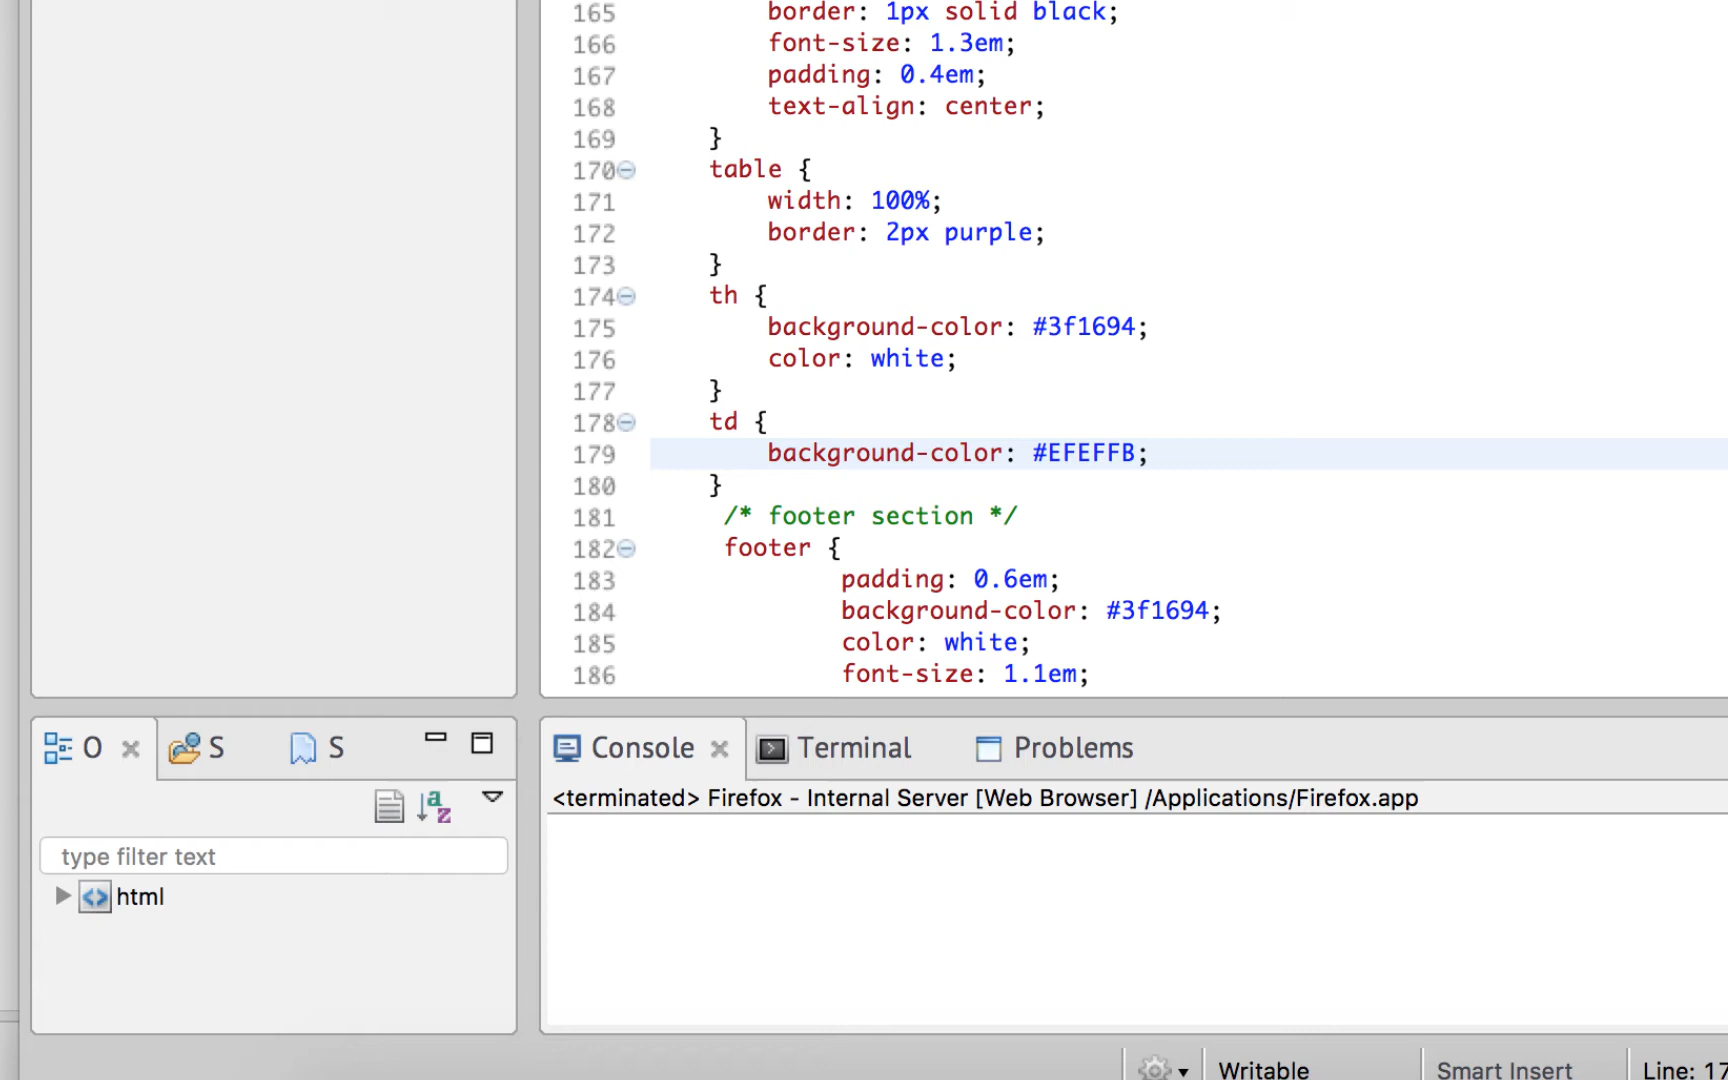 165 border: 1px solid black;
166 font-size: 1.3em;
167 padding: 0.4em;
168 text-align: center;
169 }
170 table {
171 width: 100%;
172 border: 2px purple;
173 }
174 th {
175 background-color: #3f1694;
176 color: white;
177 }
178 td {
179 background-color: #EFEFFB;
180 }
181 /* footer section */
182 footer {
183 padding: 0.6em;
184 background-color: #3f1694;
185 color: white;
186 font-size: 1.1em;
O S S
type filter text
html
Console Terminal Problems
<terminated> Firefox - Internal Server [Web Browser] /Applications/Firefox.app
Writable Smart Insert Line: 17